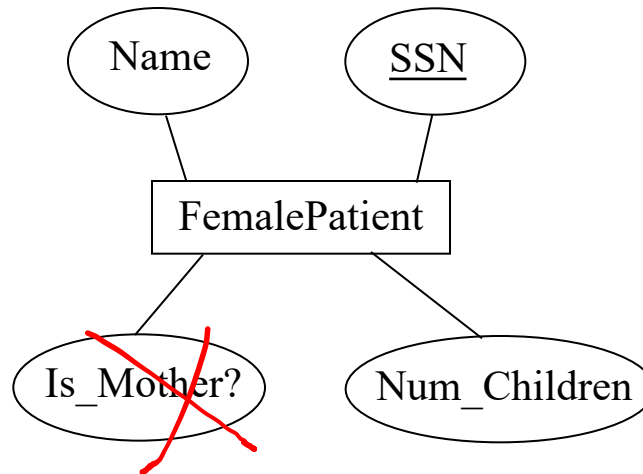 Name
SSN
FemalePatient
Is_Mother?
Num_Children